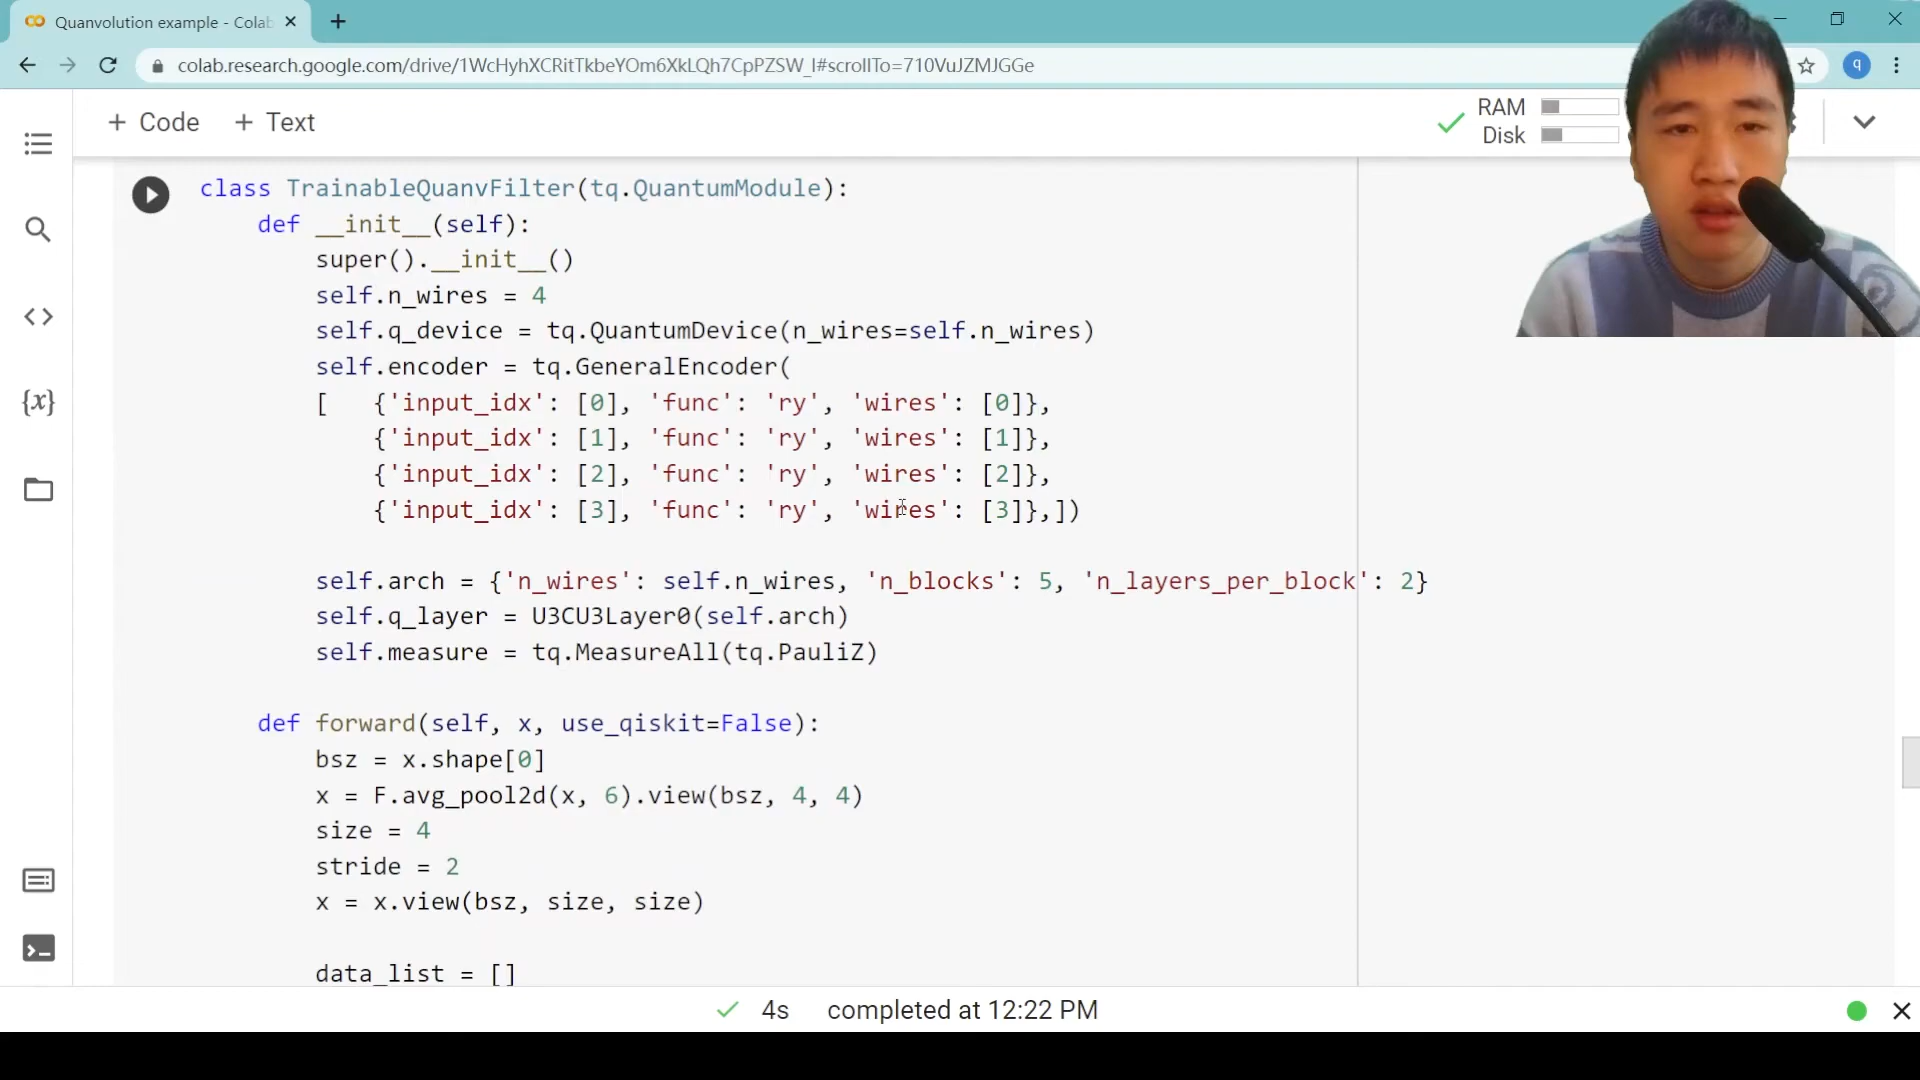 Quanvolution example - Colab
colab.research.google.com/drive/1WcHyhXCRitTkbeYOm6XkLQh7CpPZSW_I#scrollTo=710VuJZMJGGe
q
+ Code + Text
RAM
Disk
class TrainableQuanvFilter(tq.QuantumModule):
def __init__(self):
super().__init__()
self.n_wires = 4
self.q_device = tq.QuantumDevice(n_wires=self.n_wires)
self.encoder = tq.GeneralEncoder(
[ {'input_idx': [0], 'func': 'ry', 'wires': [0]},
{'input_idx': [1], 'func': 'ry', 'wires': [1]},
{'input_idx': [2], 'func': 'ry', 'wires': [2]},
{'input_idx': [3], 'func': 'ry', 'wires': [3]},])
self.arch = {'n_wires': self.n_wires, 'n_blocks': 5, 'n_layers_per_block': 2}
self.q_layer = U3CU3Layer0(self.arch)
self.measure = tq.MeasureAll(tq.PauliZ)
def forward(self, x, use_qiskit=False):
bsz = x.shape[0]
x = F.avg_pool2d(x, 6).view(bsz, 4, 4)
size = 4
stride = 2
x = x.view(bsz, size, size)
data_list = []
4s completed at 12:22 PM